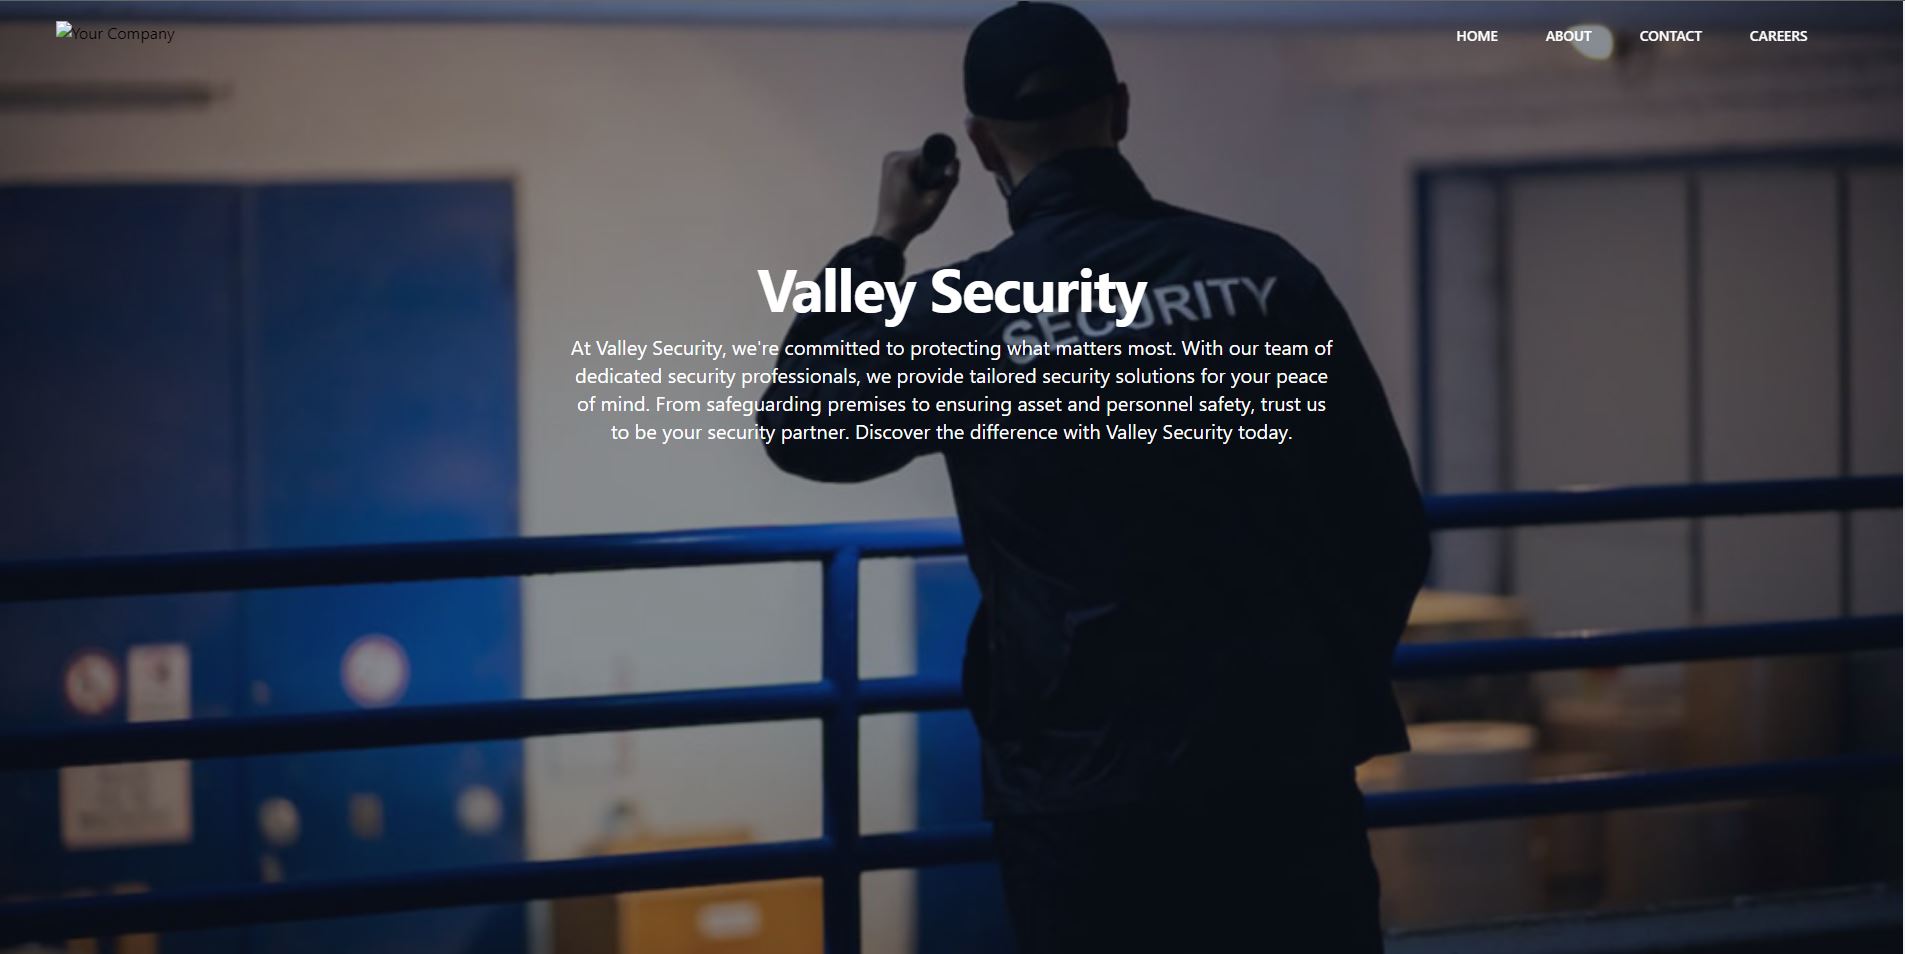 Your Company
HOME ABOUT CONTACT CAREERS
Valley Security
SECURITY
At Valley Security, we're committed to protecting what matters most. With our team of
dedicated security professionals, we provide tailored security solutions for your peace
of mind. From safeguarding premises to ensuring asset and personnel safety, trust us
to be your security partner. Discover the difference with Valley Security today.